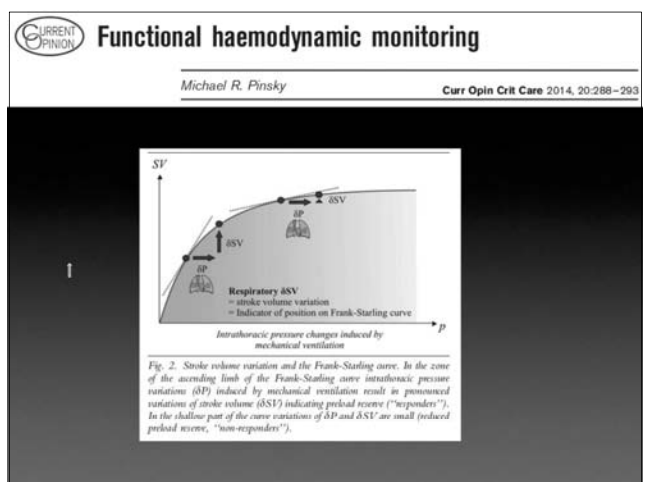 CURRENT
OPINION
Functional haemodynamic monitoring
Michael R. Pinsky
Curr Opin Crit Care 2014, 20:288–293
SV
δSV
δP
δSV
δP
Respiratory δSV
= stroke volume variation
= Indicator of position on Frank-Starling curve
p
Intrathoracic pressure changes induced by
mechanical ventilation
Fig. 2. Stroke volume variation and the Frank–Starling curve. In the zone
of the ascending limb of the Frank–Starling curve intrathoracic pressure
variations (δP) induced by mechanical ventilation result in pronounced
variations of stroke volume (δSV) indicating preload reserve (‘‘responders’’).
In the shallow part of the curve variations of δP and δSV are small (reduced
preload reserve, ‘‘non-responders’’).